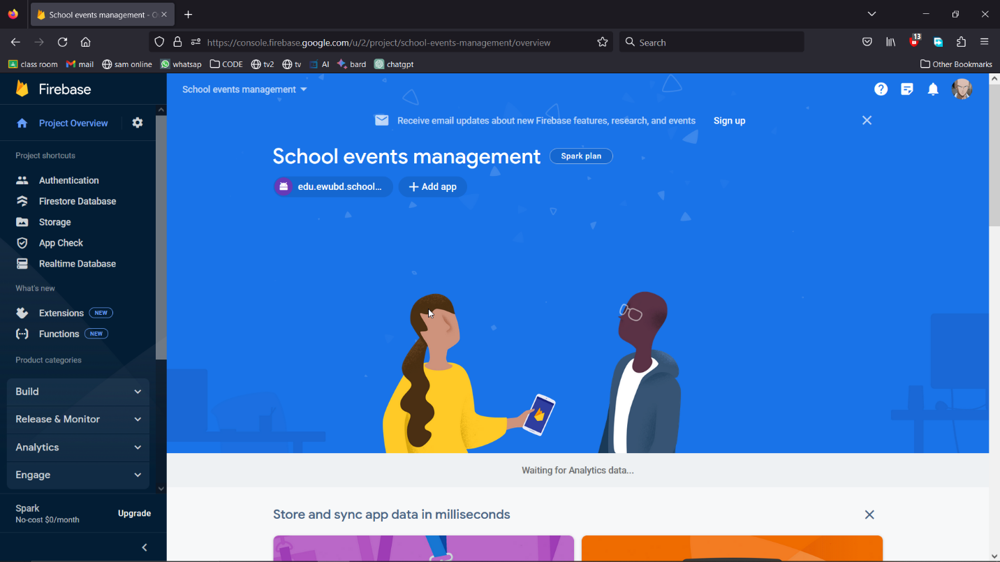 School events management - O
https://console.firebase.google.com/u/2/project/school-events-management/overview
Search
13
class room
mail
sam online
whatsap
CODE
tv2
tv
AI
bard
chatgpt
Other Bookmarks
Firebase
Project Overview
Project shortcuts
Authentication
Firestore Database
Storage
App Check
Realtime Database
What's new
Extensions NEW
Functions NEW
Product categories
Build
Release & Monitor
Analytics
Engage
Spark
No-cost $0/month
Upgrade
School events management
Receive email updates about new Firebase features, research, and events
Sign up
School events management
Spark plan
edu.ewubd.school...
+ Add app
Waiting for Analytics data...
Store and sync app data in milliseconds